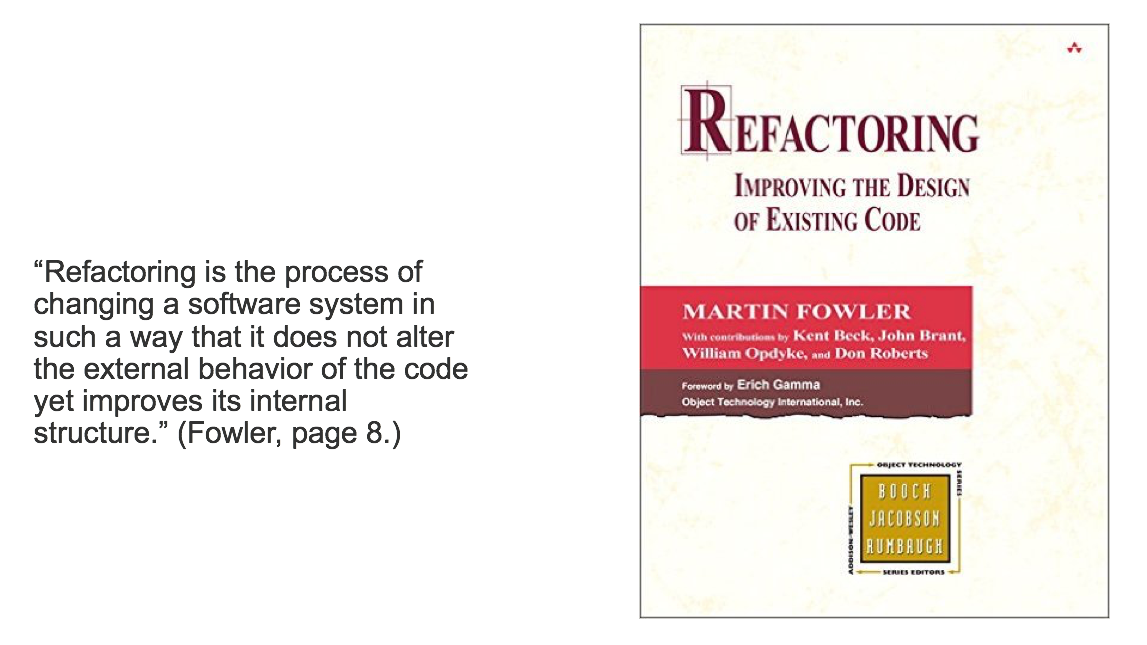 “Refactoring is the process of
changing a software system in
such a way that it does not alter
the external behavior of the code
yet improves its internal
structure.” (Fowler, page 8.)
REFACTORING
IMPROVING THE DESIGN
OF EXISTING CODE
MARTIN FOWLER
With contributions by Kent Beck, John Brant,
William Opdyke, and Don Roberts
Foreword by Erich Gamma
Object Technology International, Inc.
OBJECT TECHNOLOGY
SERIES
BOOCH
JACOBSON
RUMBAUGH
ADDISON-WESLEY
SERIES EDITORS